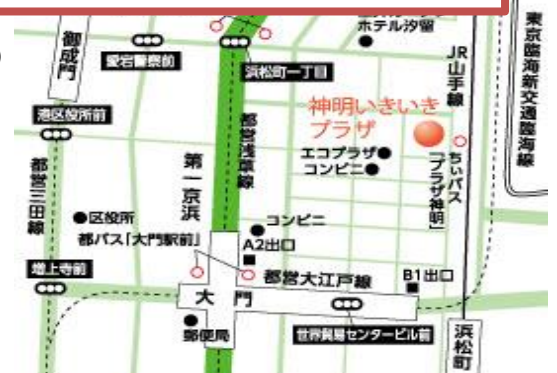 ホテル汐留
御成門
愛宕警察前
浜松町一丁目
JR山手線
東京臨海新交通臨海線
港区役所前
神明いきいき
プラザ
都営浅草線
エコプラザ
コンビニ
ちぃバス
「プラザ神明」
第一京浜
都営三田線
区役所
都バス「大門駅前」
コンビニ
A2出口
増上寺前
都営大江戸線
B1出口
大門
郵便局
世界貿易センタービル前
浜松町